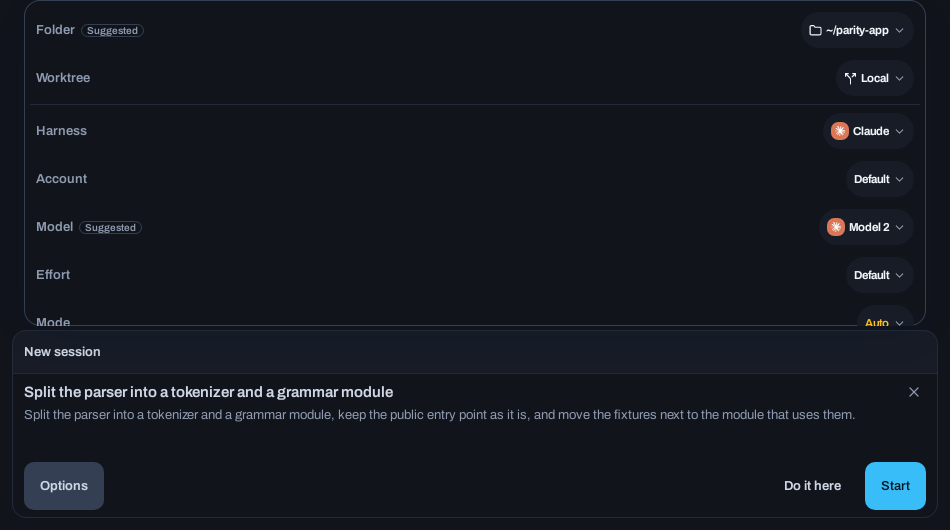 Folder Suggested ~/parity-app
Worktree Local
Harness Claude
Account Default
Model Suggested Model 2
Effort Default
Mode Auto
New session
Split the parser into a tokenizer and a grammar module
Split the parser into a tokenizer and a grammar module, keep the public entry point as it is, and move the fixtures next to the module that uses them.
Options Do it here Start